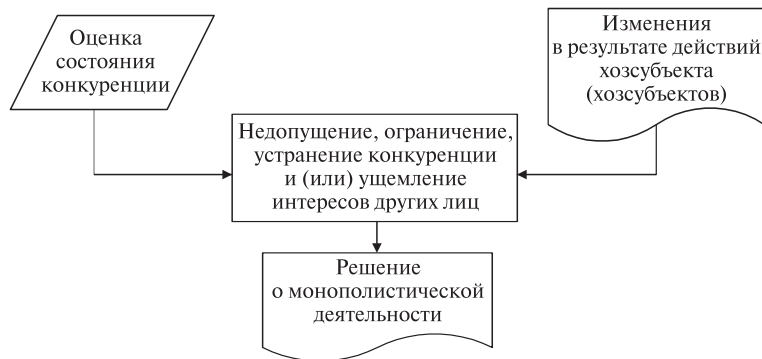 Оценка
состояния
конкуренции
Изменения
в результате действий
хозсубъекта
(хозсубъектов)
Недопущение, ограничение,
устранение конкуренции
и (или) ущемление
интересов других лиц
Решение
о монополистической
деятельности